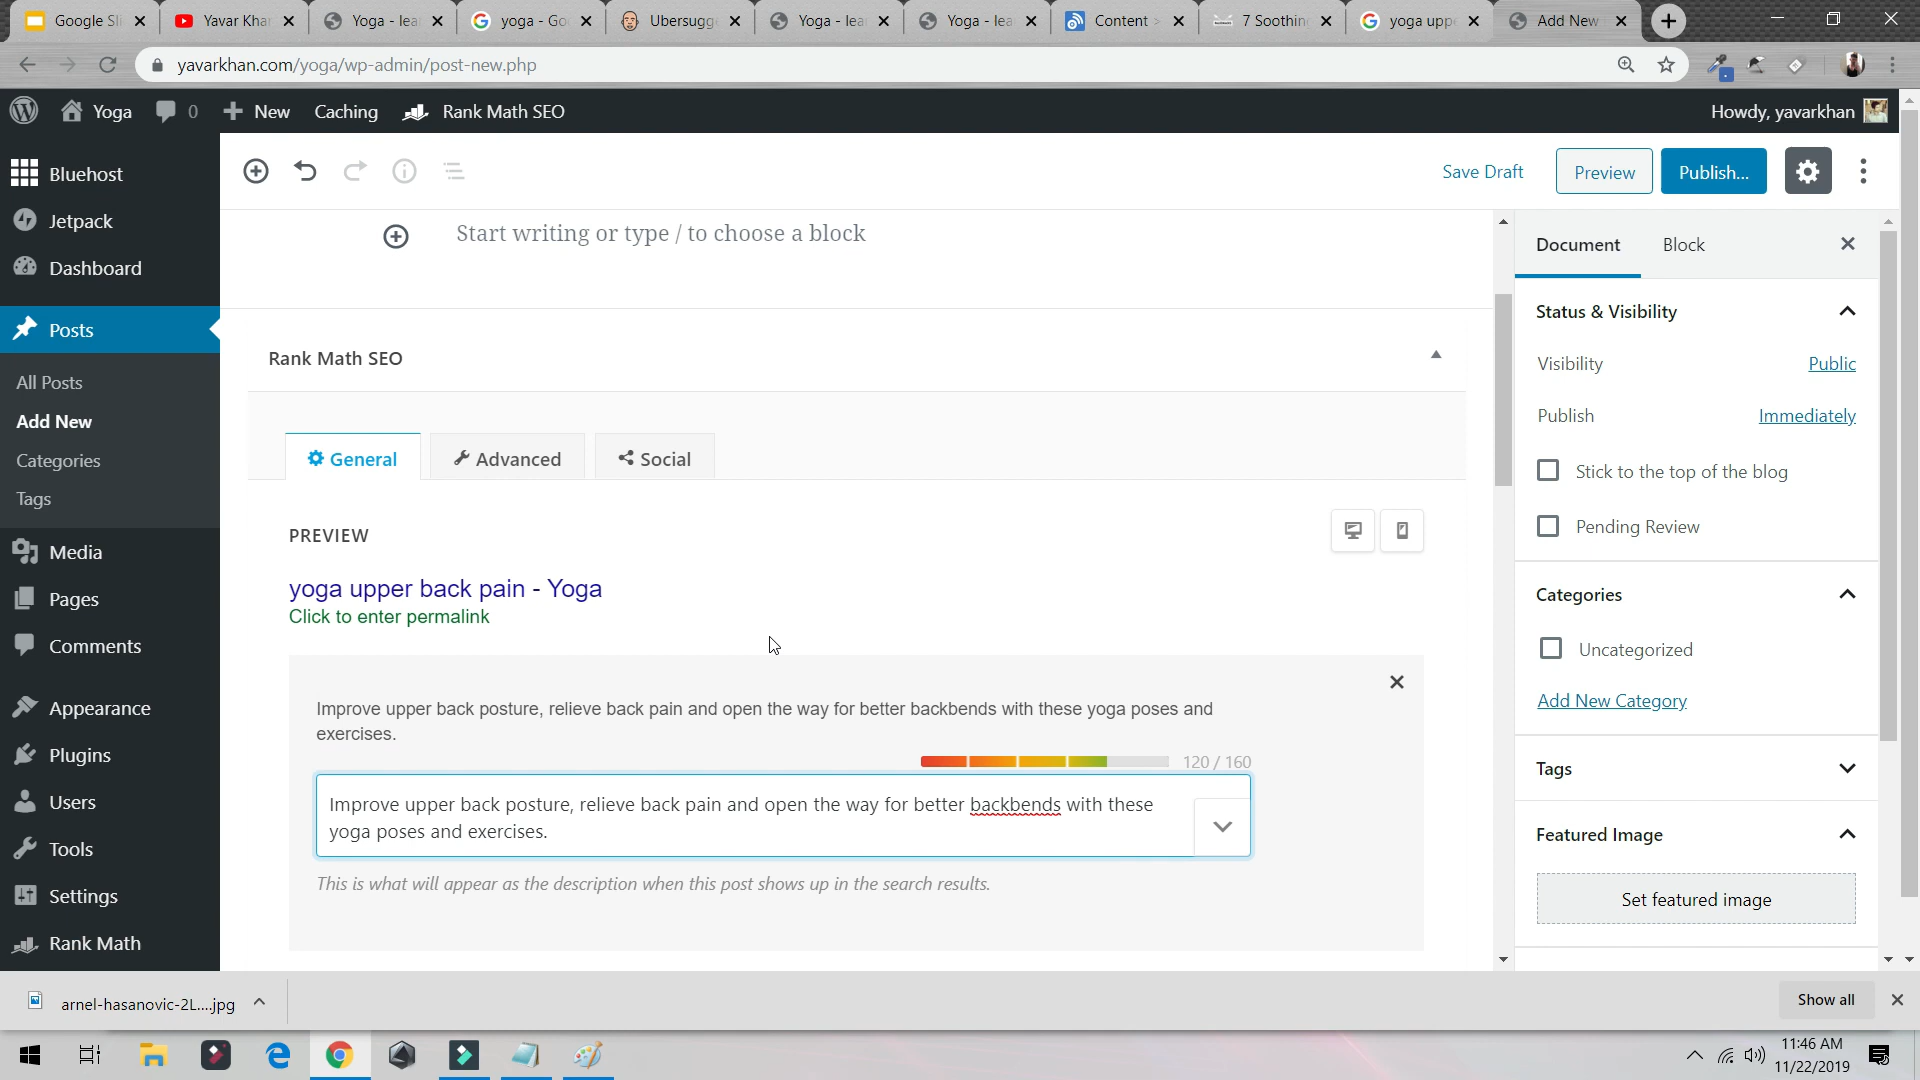 Google Sli
Yavar Khan
Yoga - lea
yoga - Goo
Ubersugge
Yoga - lea
Yoga - lea
Content >
7 Soothin
yoga uppe
Add New
yavarkhan.com/yoga/wp-admin/post-new.php
Yoga
0
New
Caching
Rank Math SEO
Howdy, yavarkhan
Bluehost
Jetpack
Dashboard
Posts
All Posts
Add New
Categories
Tags
Media
Pages
Comments
Appearance
Plugins
Users
Tools
Settings
Rank Math
Save Draft
Preview
Publish...
Start writing or type / to choose a block
Rank Math SEO
General
Advanced
Social
PREVIEW
yoga upper back pain - Yoga
Click to enter permalink
Improve upper back posture, relieve back pain and open the way for better backbends with these yoga poses and
exercises.
120 / 160
Improve upper back posture, relieve back pain and open the way for better backbends with these
yoga poses and exercises.
This is what will appear as the description when this post shows up in the search results.
Document
Block
Status & Visibility
Visibility
Public
Publish
Immediately
Stick to the top of the blog
Pending Review
Categories
Uncategorized
Add New Category
Tags
Featured Image
Set featured image
arnel-hasanovic-2L....jpg
Show all
11:46 AM
11/22/2019